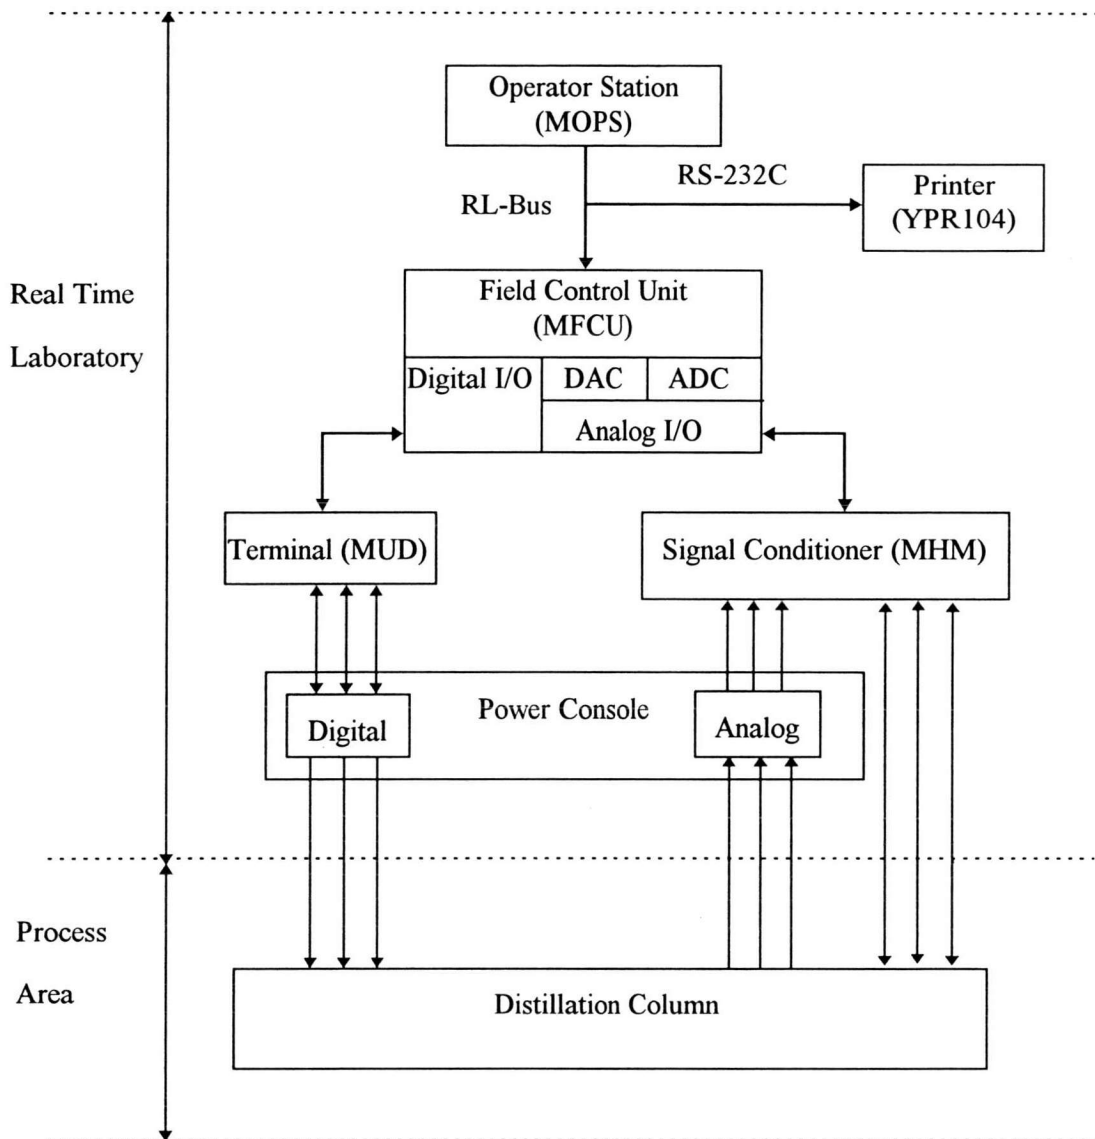 Operator Station
(MOPS)
RS-232C
RL-Bus
Printer
(YPR104)
Real Time
Laboratory
Field Control Unit
(MFCU)
Digital I/O
DAC
ADC
Analog I/O
Terminal (MUD)
Signal Conditioner (MHM)
Power Console
Digital
Analog
Process
Area
Distillation Column